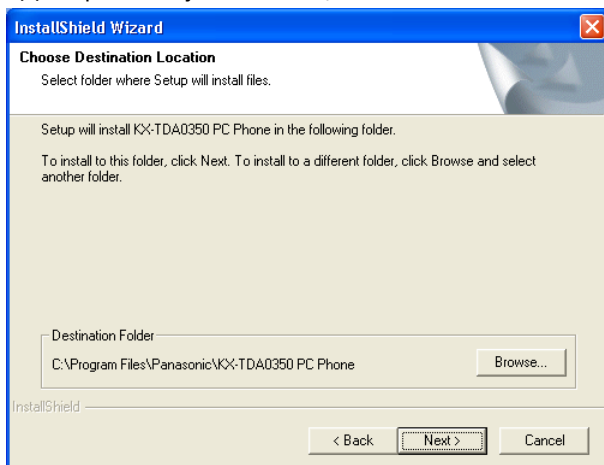 InstallShield Wizard
Choose Destination Location
Select folder where Setup will install files.
Setup will install KX-TDA0350 PC Phone in the following folder.
To install to this folder, click Next. To install to a different folder, click Browse and select
another folder.
Destination Folder
C:\Program Files\Panasonic\KX-TDA0350 PC Phone
Browse...
InstallShield
< Back
Next >
Cancel